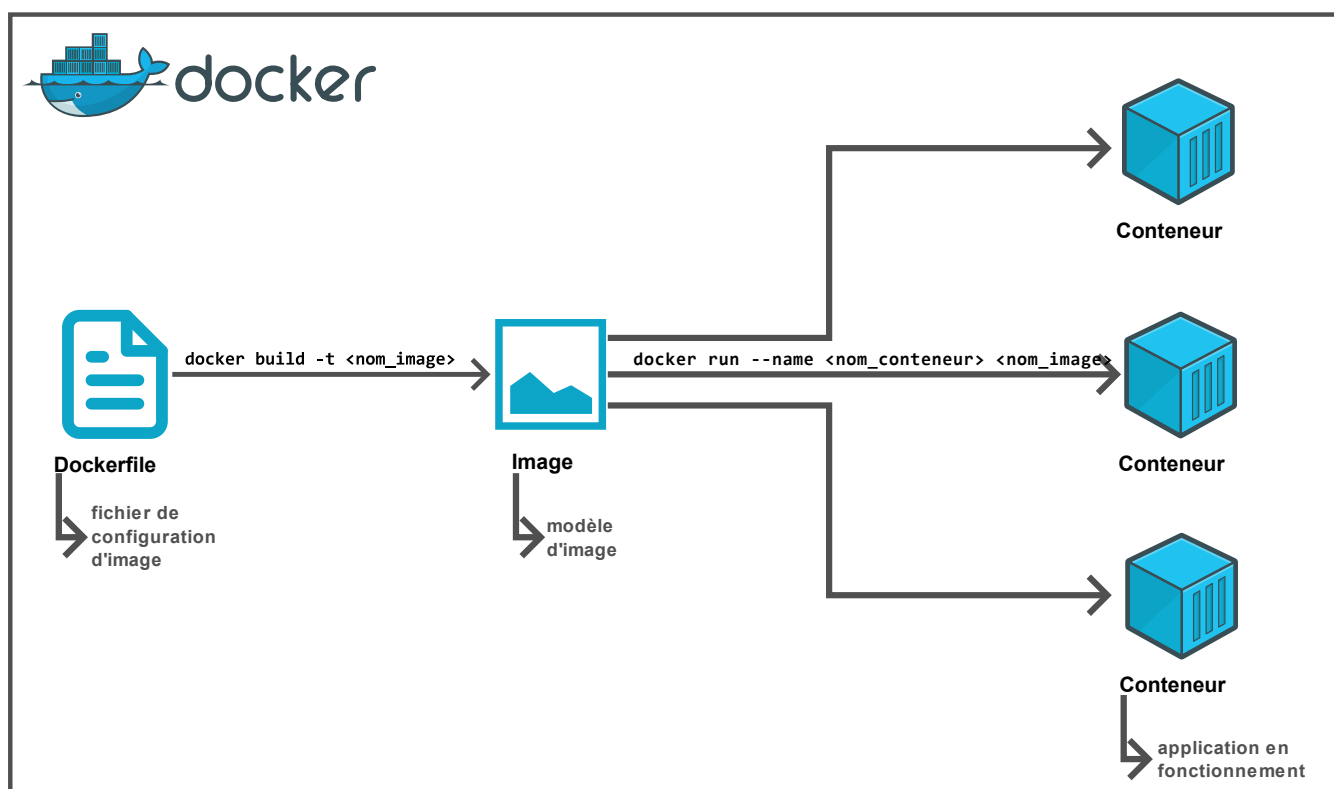 docker
Conteneur
docker build -t <nom_image>
docker run --name <nom_conteneur> <nom_image>
Dockerfile
Image
Conteneur
fichier de
configuration
d'image
modèle
d'image
Conteneur
application en
fonctionnement